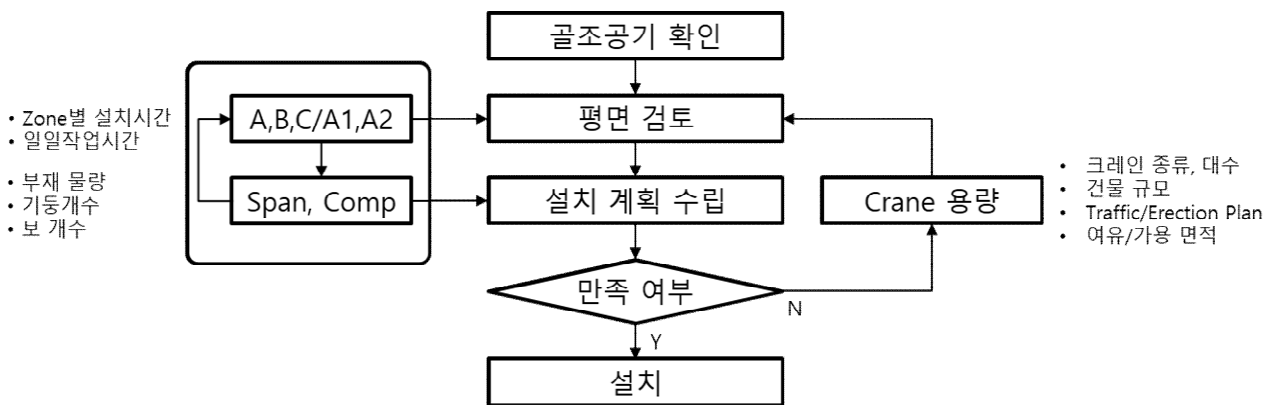 골조공기 확인
• Zone별 설치시간
• 일일작업시간
• 부재 물량
• 기둥개수
• 보 개수
A,B,C/A1,A2
Span, Comp
평면 검토
설치 계획 수립
만족 여부
N
Y
설치
Crane 용량
• 크레인 종류, 대수
• 건물 규모
• Traffic/Erection Plan
• 여유/가용 면적